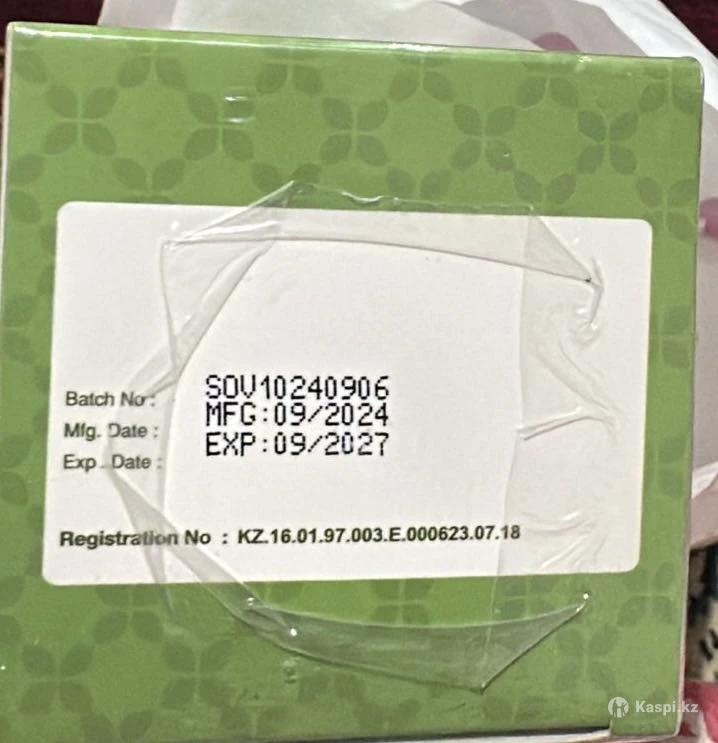 Batch No : SOV10240906
Mfg. Date : MFG:09/2024
Exp. Date : EXP:09/2027
Registration No : KZ.16.01.97.003.E.000623.07.18
Kaspi.kz